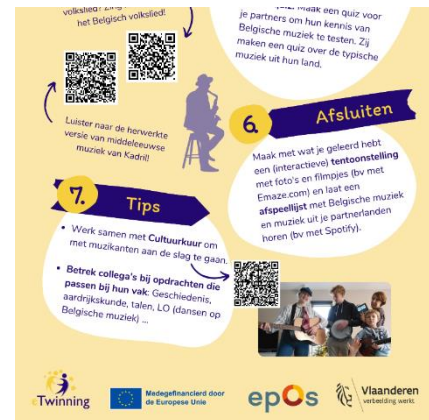 het Belgisch volkslied!
Maak een quiz voor
je partners om hun kennis van
Belgische muziek te testen. Zij
maken een quiz over de typische
muziek uit hun land.
Luister naar de herwerkte
versie van middeleeuwse
muziek van Kadril!
6.
Afsluiten
Maak met wat je geleerd hebt
een (interactieve) tentoonstelling
met foto's en filmpjes (bv met
Emaze.com) en laat een
afspeellijst met Belgische muziek
en muziek uit je partnerlanden
horen (bv met Spotify).
7.
Tips
• Werk samen met Cultuurkuur om
met muzikanten aan de slag te gaan.
• Betrek collega's bij opdrachten die
passen bij hun vak: Geschiedenis,
aardrijkskunde, talen, LO (dansen op
Belgische muziek) ...
eTwinning
Medegefinancierd door
de Europese Unie
epos
Vlaanderen
verbeelding werkt